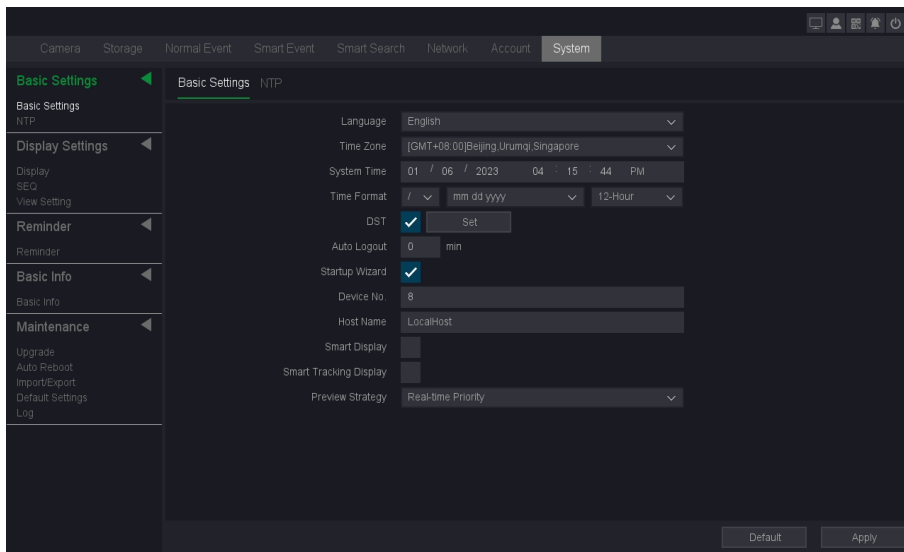 Camera Storage Normal Event Smart Event Smart Search Network Account System
Basic Settings
Basic Settings
NTP
Display Settings
Display
SEQ
View Setting
Reminder
Reminder
Basic Info
Basic Info
Maintenance
Upgrade
Auto Reboot
Import/Export
Default Settings
Log
Basic Settings NTP
Language English
Time Zone [GMT+08:00]Beijing,Urumqi,Singapore
System Time 01 / 06 / 2023 04 : 15 : 44 PM
Time Format / mm dd yyyy 12-Hour
DST Set
Auto Logout 0 min
Startup Wizard
Device No. 8
Host Name LocalHost
Smart Display
Smart Tracking Display
Preview Strategy Real-time Priority
Default Apply